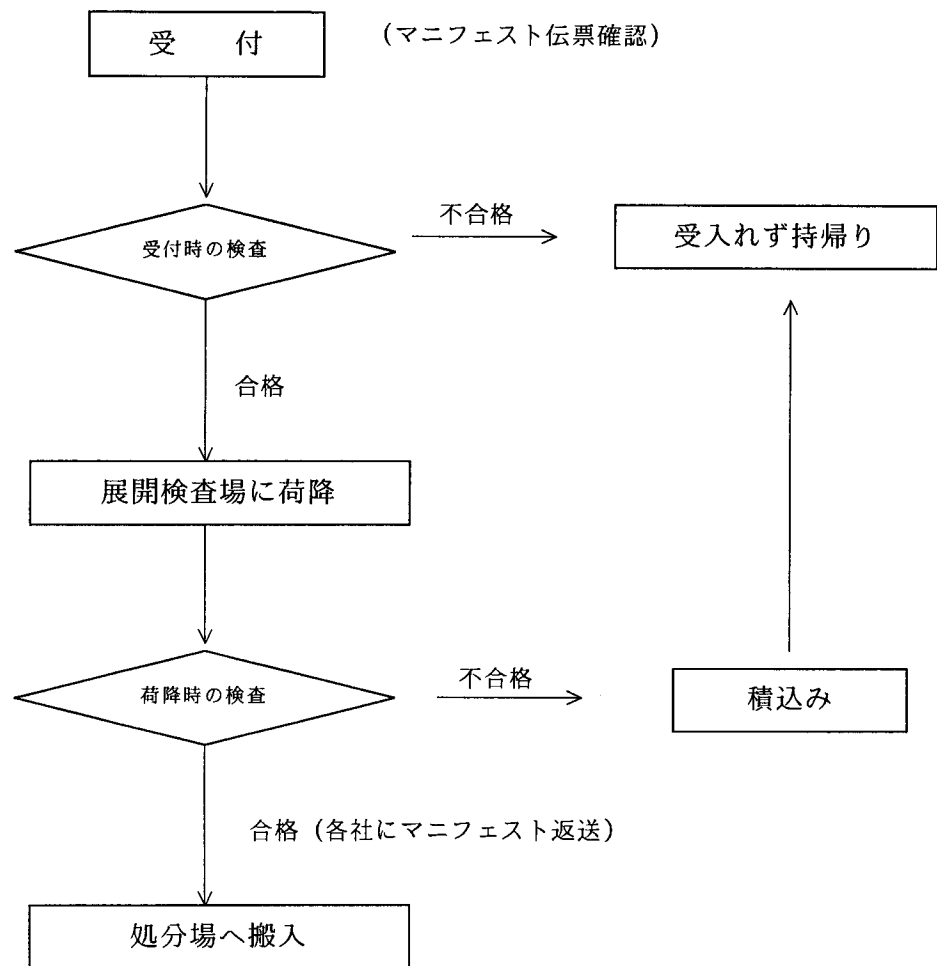 受　付
(マニフェスト伝票確認)
受付時の検査
不合格
受入れず持帰り
合格
展開検査場に荷降
荷降時の検査
不合格
積込み
合格 (各社にマニフェスト返送)
処分場へ搬入